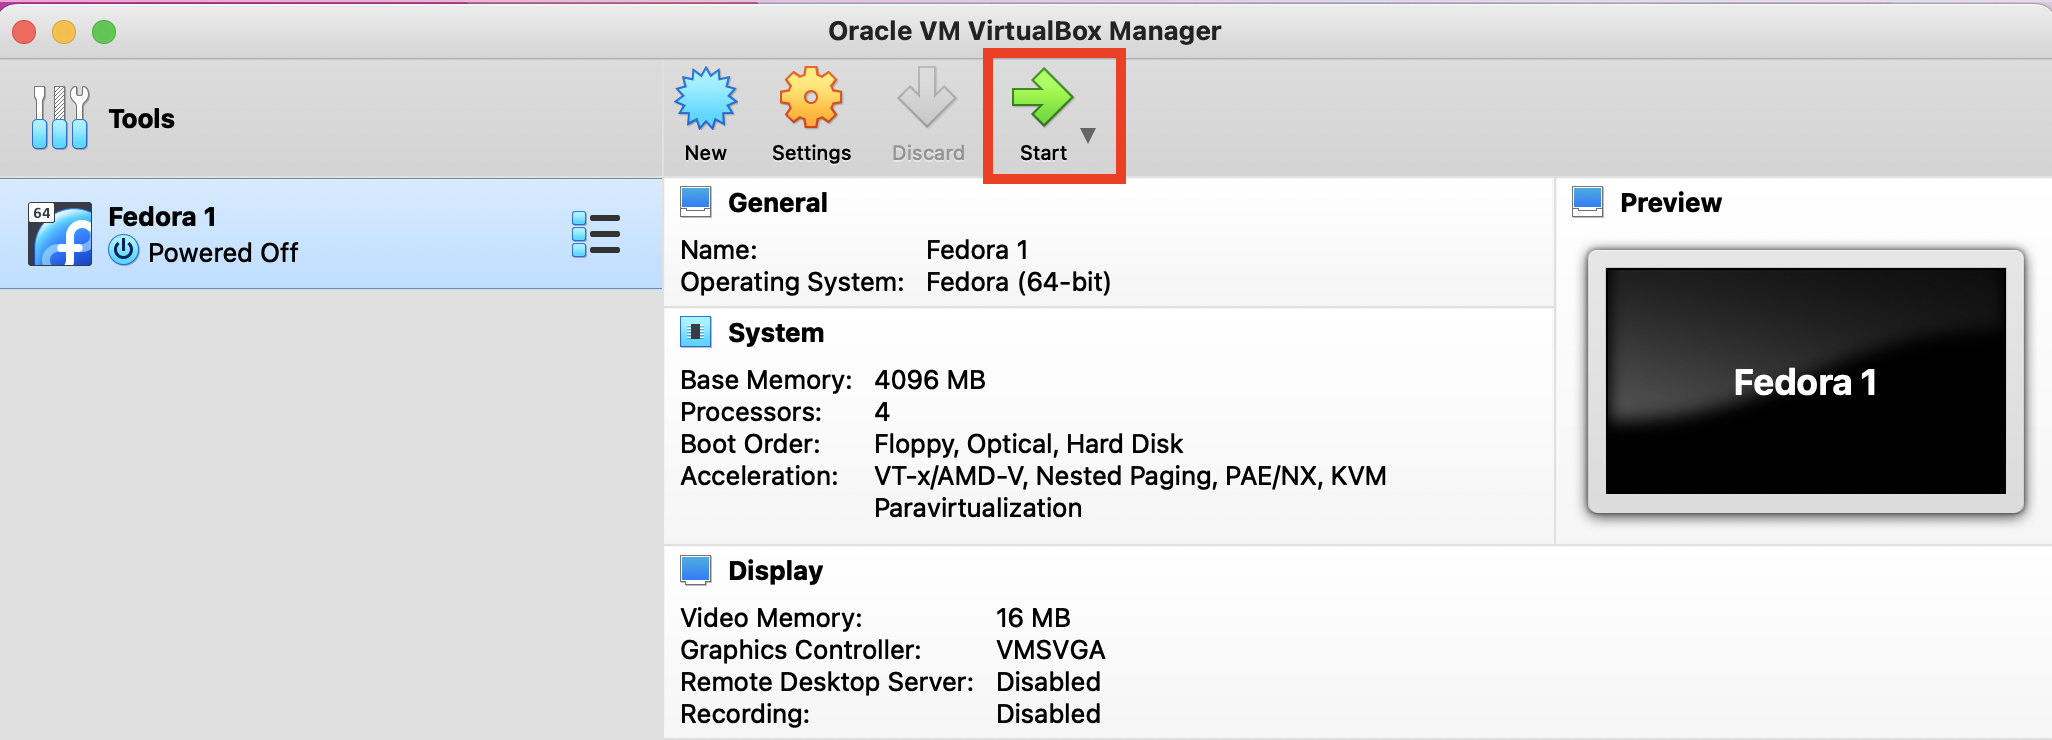 Oracle VM VirtualBox Manager
Tools
New
Settings
Discard
Start
64
Fedora 1
Powered Off
General
Name: Fedora 1
Operating System: Fedora (64-bit)
System
Base Memory: 4096 MB
Processors: 4
Boot Order: Floppy, Optical, Hard Disk
Acceleration: VT-x/AMD-V, Nested Paging, PAE/NX, KVM
Paravirtualization
Display
Video Memory: 16 MB
Graphics Controller: VMSVGA
Remote Desktop Server: Disabled
Recording: Disabled
Preview
Fedora 1